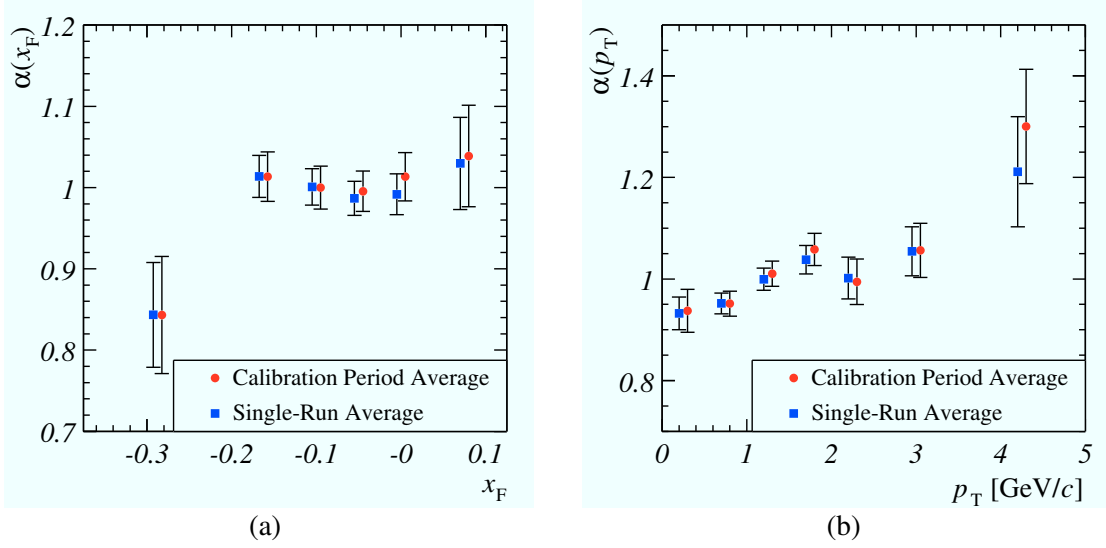 α(x_F)
1.2
1.1
1
0.9
0.8
0.7
-0.3 -0.2 -0.1 -0 0.1
x_F
Calibration Period Average
Single-Run Average
(a)
α(p_T)
1.4
1.2
1
0.8
0 1 2 3 4 5
p_T [GeV/c]
Calibration Period Average
Single-Run Average
(b)